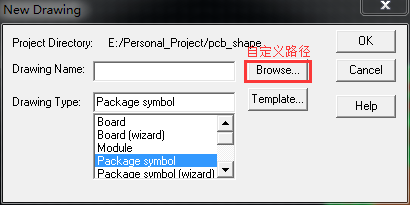 New Drawing
Project Directory: E:/Personal_Project/pcb_shape
自定义路径
OK
Drawing Name:
Browse...
Cancel
Drawing Type: Package symbol
Template...
Help
Board
Board (wizard)
Module
Package symbol
Package symbol (wizard)